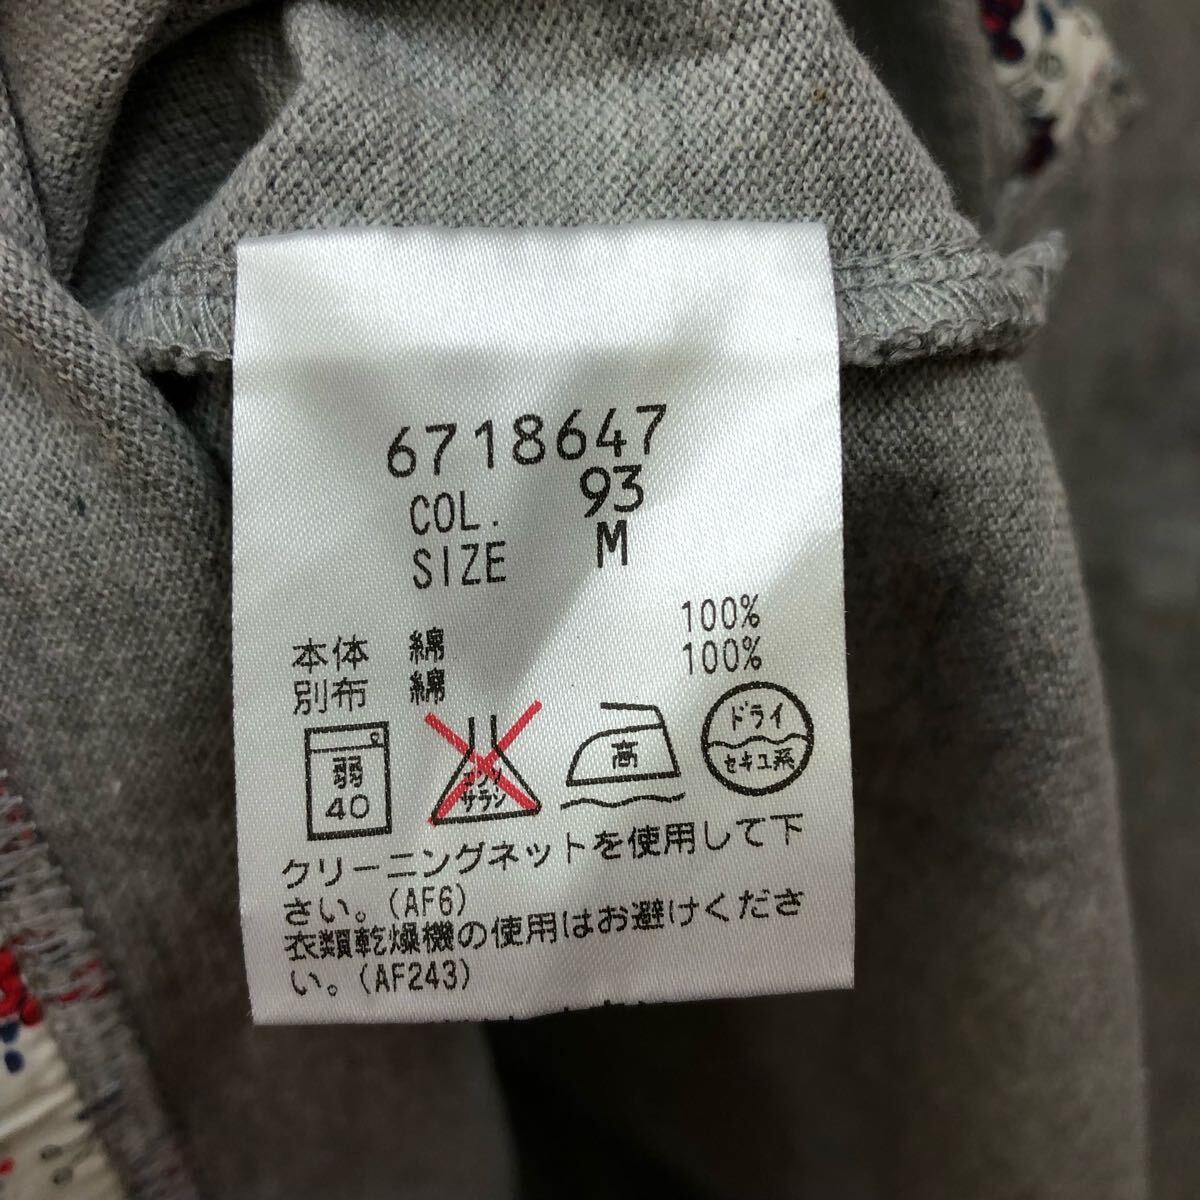 6718647
COL. 93
SIZE M
本体 綿 100%
別布 綿 100%
弱
40
エンソ
サラシ
高
ドライ
セキユ系
クリーニングネットを使用して下
さい。(AF6)
衣類乾燥機の使用はお避けくださ
い。(AF243)